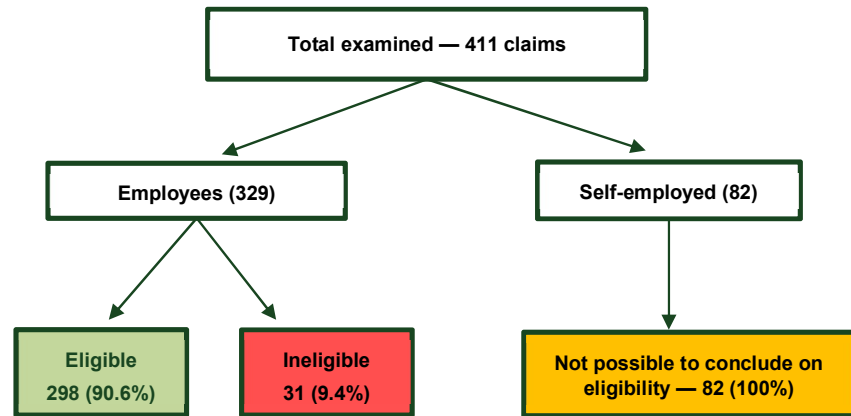 Total examined — 411 claims
Employees (329)
Self-employed (82)
Eligible
298 (90.6%)
Ineligible
31 (9.4%)
Not possible to conclude on
eligibility — 82 (100%)